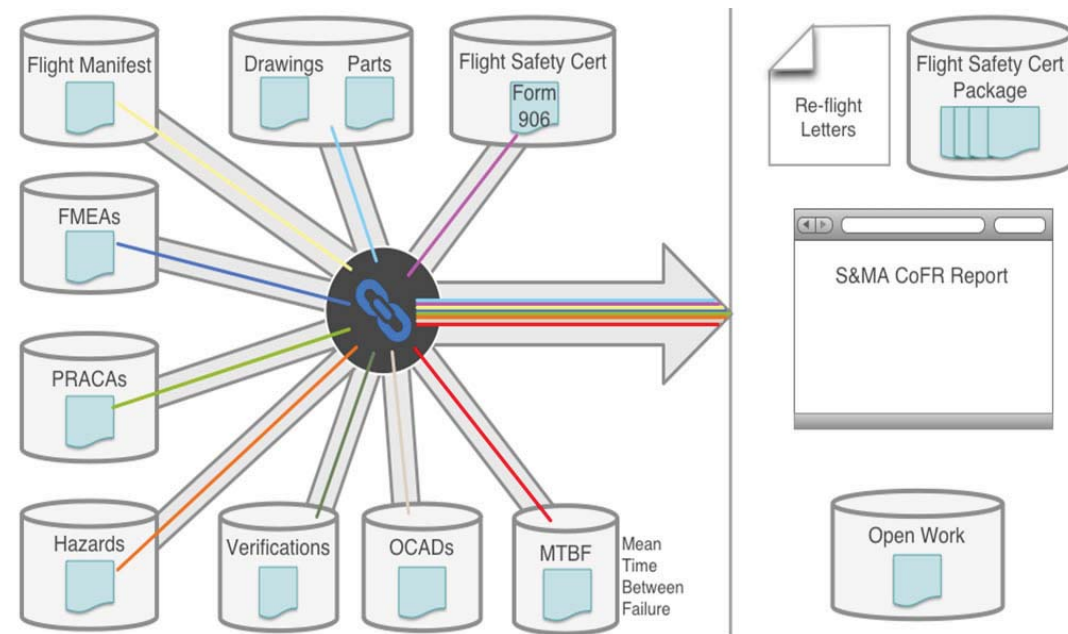 Flight Manifest
Drawings Parts
Flight Safety Cert
Form
906
FMEAs
PRACAs
Hazards
Verifications
OCADs
MTBF
Mean
Time
Between
Failure
Re-flight
Letters
Flight Safety Cert
Package
S&MA CoFR Report
Open Work